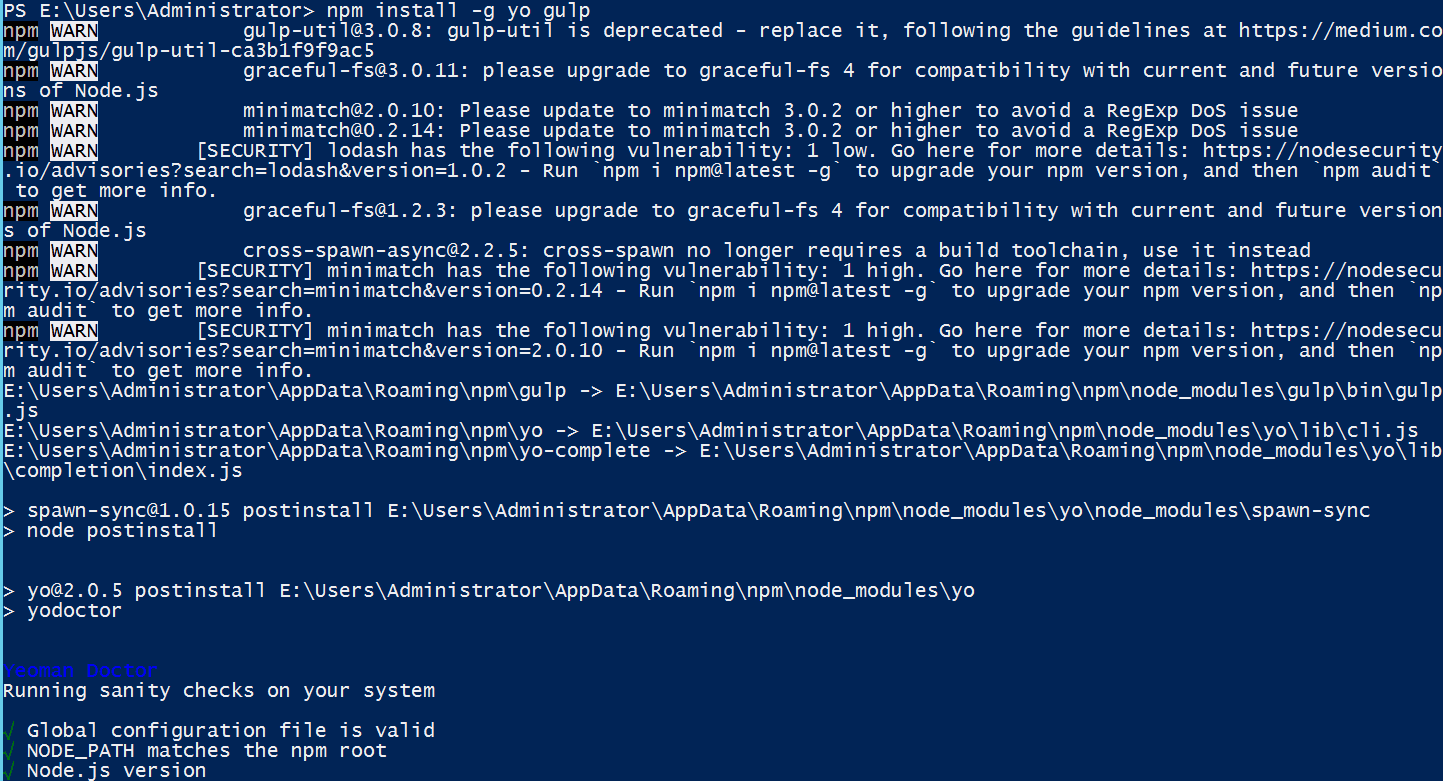 PS E:\Users\Administrator> npm install -g yo gulp
npm WARN            gulp-util@3.0.8: gulp-util is deprecated - replace it, following the guidelines at https://medium.co
m/gulpjs/gulp-util-ca3b1f9f9ac5
npm WARN            graceful-fs@3.0.11: please upgrade to graceful-fs 4 for compatibility with current and future versio
ns of Node.js
npm WARN            minimatch@2.0.10: Please update to minimatch 3.0.2 or higher to avoid a RegExp DoS issue
npm WARN            minimatch@0.2.14: Please update to minimatch 3.0.2 or higher to avoid a RegExp DoS issue
npm WARN        [SECURITY] lodash has the following vulnerability: 1 low. Go here for more details: https://nodesecurity
.io/advisories?search=lodash&version=1.0.2 - Run `npm i npm@latest -g` to upgrade your npm version, and then `npm audit`
 to get more info.
npm WARN            graceful-fs@1.2.3: please upgrade to graceful-fs 4 for compatibility with current and future version
s of Node.js
npm WARN            cross-spawn-async@2.2.5: cross-spawn no longer requires a build toolchain, use it instead
npm WARN        [SECURITY] minimatch has the following vulnerability: 1 high. Go here for more details: https://nodesecu
rity.io/advisories?search=minimatch&version=0.2.14 - Run `npm i npm@latest -g` to upgrade your npm version, and then `np
m audit` to get more info.
npm WARN        [SECURITY] minimatch has the following vulnerability: 1 high. Go here for more details: https://nodesecu
rity.io/advisories?search=minimatch&version=2.0.10 - Run `npm i npm@latest -g` to upgrade your npm version, and then `np
m audit` to get more info.
E:\Users\Administrator\AppData\Roaming\npm\gulp -> E:\Users\Administrator\AppData\Roaming\npm\node_modules\gulp\bin\gulp
.js
E:\Users\Administrator\AppData\Roaming\npm\yo -> E:\Users\Administrator\AppData\Roaming\npm\node_modules\yo\lib\cli.js
E:\Users\Administrator\AppData\Roaming\npm\yo-complete -> E:\Users\Administrator\AppData\Roaming\npm\node_modules\yo\lib
\completion\index.js
> spawn-sync@1.0.15 postinstall E:\Users\Administrator\AppData\Roaming\npm\node_modules\yo\node_modules\spawn-sync
> node postinstall
> yo@2.0.5 postinstall E:\Users\Administrator\AppData\Roaming\npm\node_modules\yo
> yodoctor
Yeoman Doctor
Running sanity checks on your system
√ Global configuration file is valid
√ NODE_PATH matches the npm root
√ Node.js version